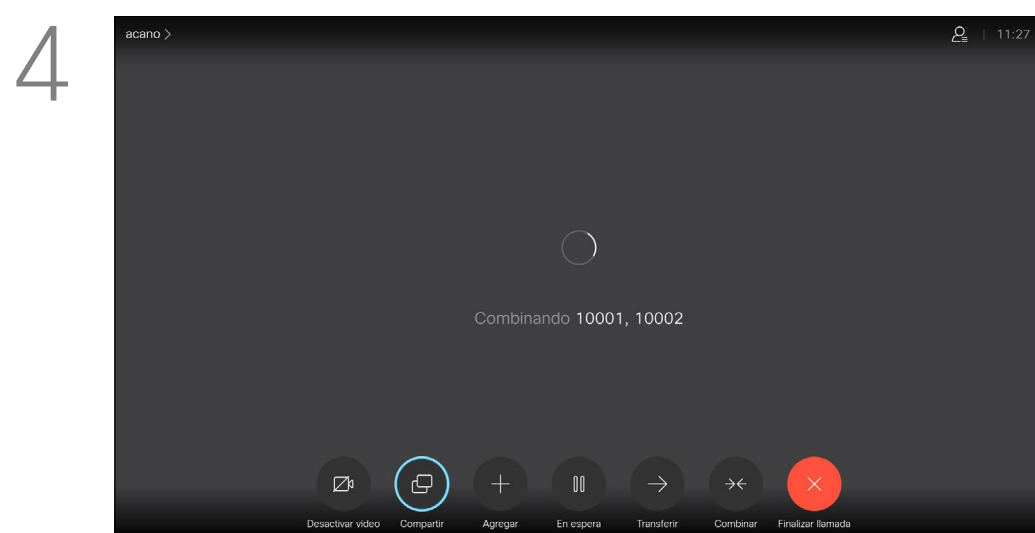 4
acano >
11:27
Combinando 10001, 10002
Desactivar vídeo Compartir Agregar En espera Transferir Combinar Finalizar llamada